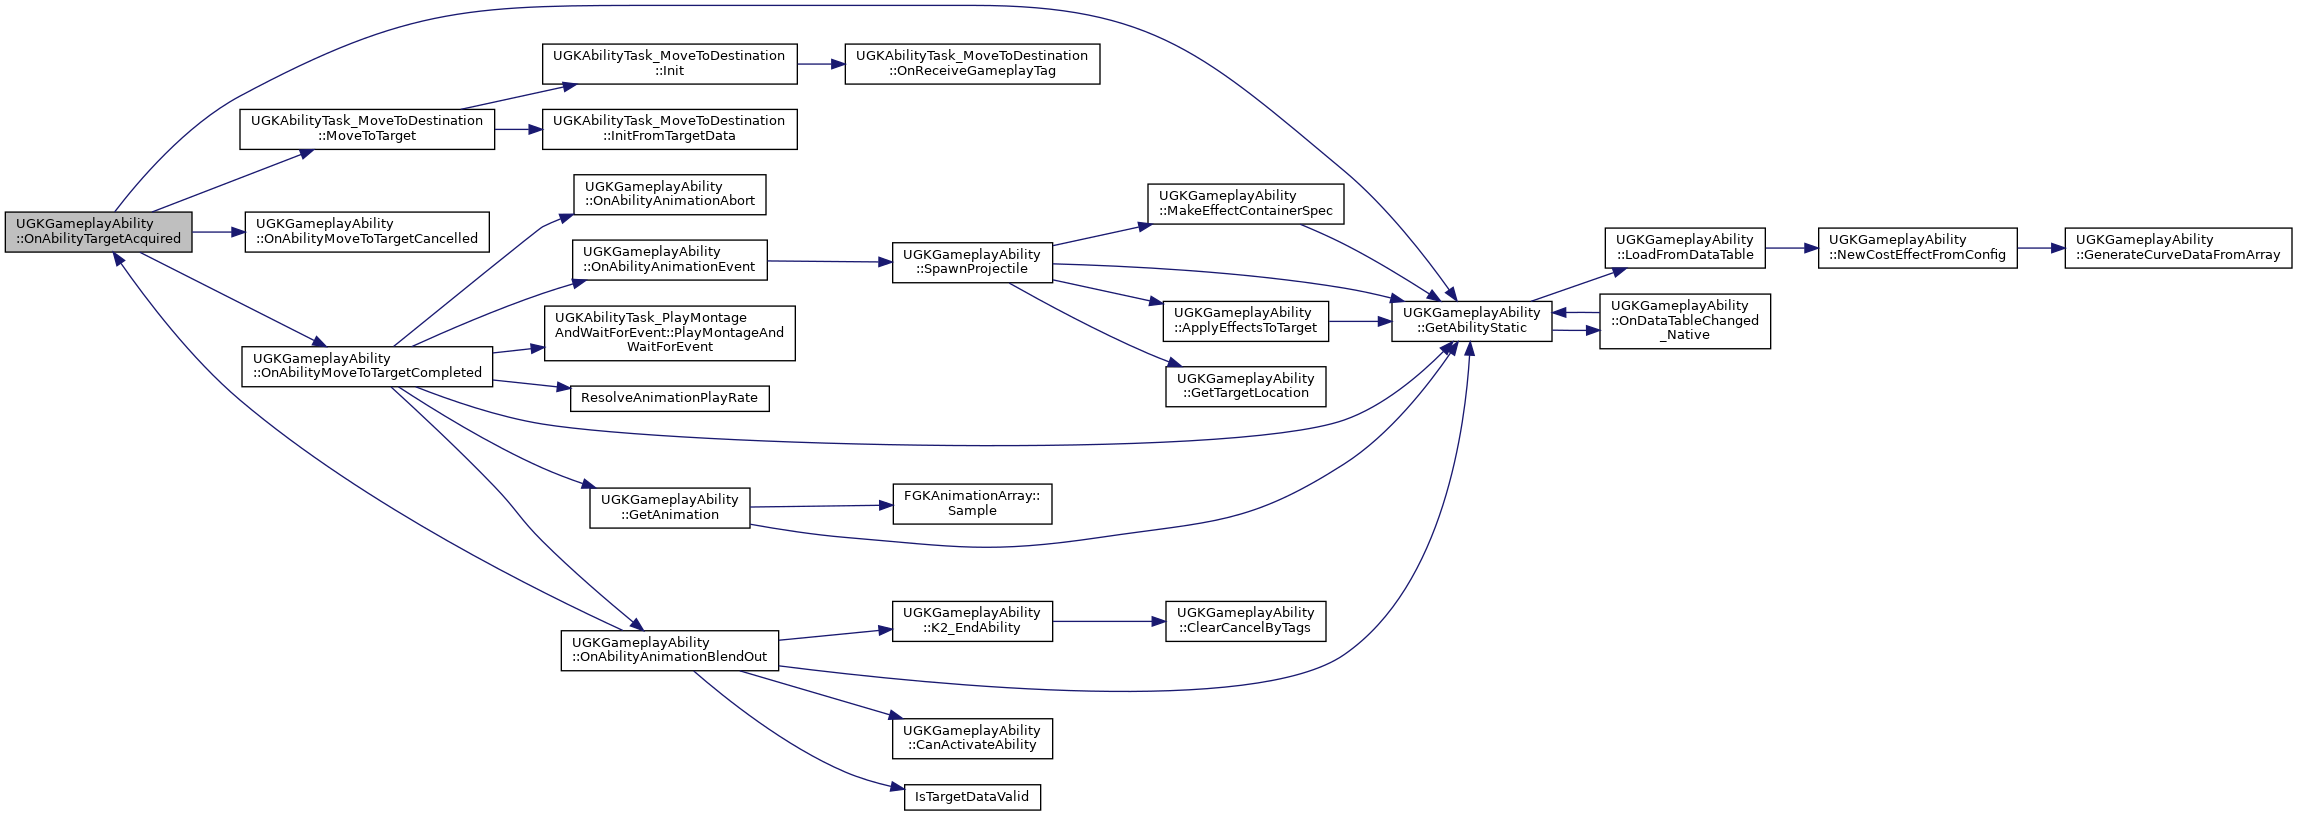 UGKAbilityTask_MoveToDestination
::Init
UGKAbilityTask_MoveToDestination
::OnReceiveGameplayTag
UGKAbilityTask_MoveToDestination
::MoveToTarget
UGKAbilityTask_MoveToDestination
::InitFromTargetData
UGKGameplayAbility
::OnAbilityTargetAcquired
UGKGameplayAbility
::OnAbilityMoveToTargetCancelled
UGKGameplayAbility
::OnAbilityAnimationAbort
UGKGameplayAbility
::OnAbilityAnimationEvent
UGKAbilityTask_PlayMontage
AndWaitForEvent::PlayMontageAnd
WaitForEvent
UGKGameplayAbility
::OnAbilityMoveToTargetCompleted
ResolveAnimationPlayRate
UGKGameplayAbility
::SpawnProjectile
UGKGameplayAbility
::MakeEffectContainerSpec
UGKGameplayAbility
::ApplyEffectsToTarget
UGKGameplayAbility
::GetTargetLocation
UGKGameplayAbility
::GetAbilityStatic
UGKGameplayAbility
::LoadFromDataTable
UGKGameplayAbility
::NewCostEffectFromConfig
UGKGameplayAbility
::GenerateCurveDataFromArray
UGKGameplayAbility
::OnDataTableChanged
_Native
UGKGameplayAbility
::GetAnimation
FGKAnimationArray::
Sample
UGKGameplayAbility
::OnAbilityAnimationBlendOut
UGKGameplayAbility
::K2_EndAbility
UGKGameplayAbility
::ClearCancelByTags
UGKGameplayAbility
::CanActivateAbility
IsTargetDataValid